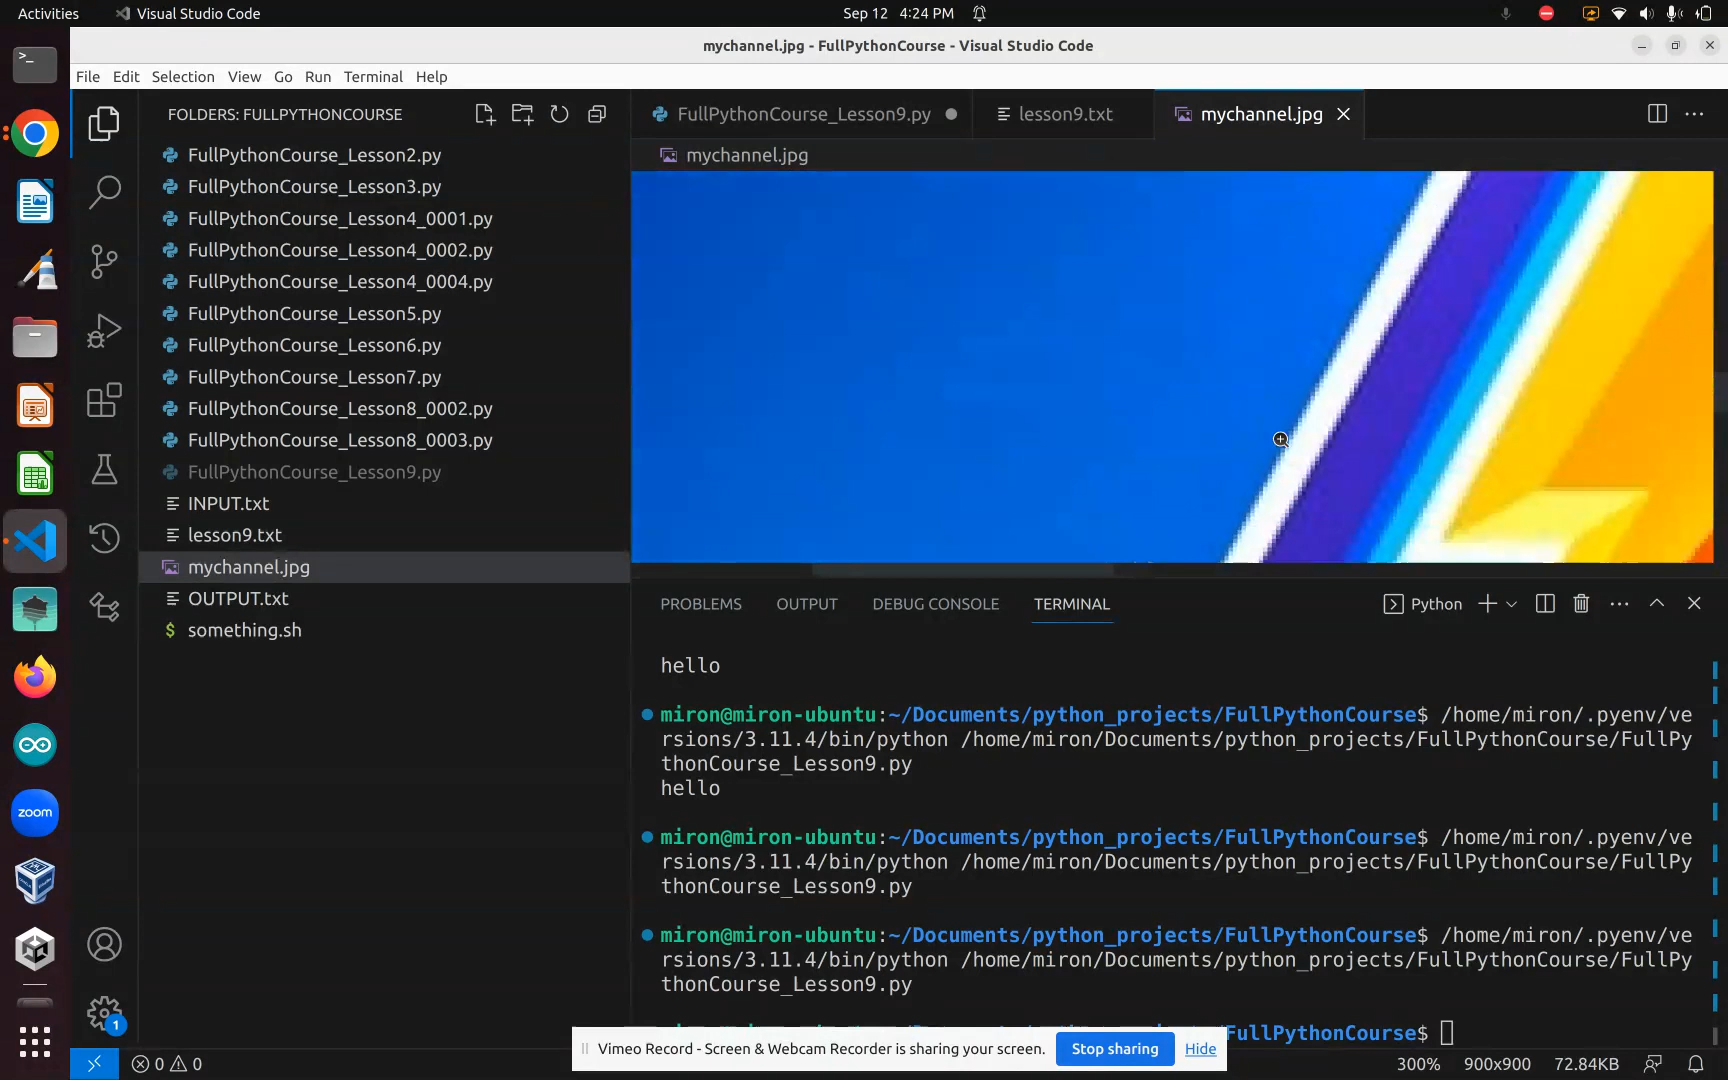 Activities
Visual Studio Code
Sep 12 4:24 PM
mychannel.jpg - FullPythonCourse - Visual Studio Code
File Edit Selection View Go Run Terminal Help
FOLDERS: FULLPYTHONCOURSE
FullPythonCourse_Lesson2.py
FullPythonCourse_Lesson3.py
FullPythonCourse_Lesson4_0001.py
FullPythonCourse_Lesson4_0002.py
FullPythonCourse_Lesson4_0004.py
FullPythonCourse_Lesson5.py
FullPythonCourse_Lesson6.py
FullPythonCourse_Lesson7.py
FullPythonCourse_Lesson8_0002.py
FullPythonCourse_Lesson8_0003.py
FullPythonCourse_Lesson9.py
INPUT.txt
lesson9.txt
mychannel.jpg
OUTPUT.txt
something.sh
FullPythonCourse_Lesson9.py
lesson9.txt
mychannel.jpg
mychannel.jpg
PROBLEMS OUTPUT DEBUG CONSOLE TERMINAL
Python
hello
miron@miron-ubuntu:~/Documents/python_projects/FullPythonCourse$ /home/miron/.pyenv/ve
rsions/3.11.4/bin/python /home/miron/Documents/python_projects/FullPythonCourse/FullPy
thonCourse_Lesson9.py
hello
miron@miron-ubuntu:~/Documents/python_projects/FullPythonCourse$ /home/miron/.pyenv/ve
rsions/3.11.4/bin/python /home/miron/Documents/python_projects/FullPythonCourse/FullPy
thonCourse_Lesson9.py
miron@miron-ubuntu:~/Documents/python_projects/FullPythonCourse$ /home/miron/.pyenv/ve
rsions/3.11.4/bin/python /home/miron/Documents/python_projects/FullPythonCourse/FullPy
thonCourse_Lesson9.py
FullPythonCourse$
Vimeo Record - Screen & Webcam Recorder is sharing your screen.
Stop sharing
Hide
zoom
1
0 0
300% 900x900 72.84KB